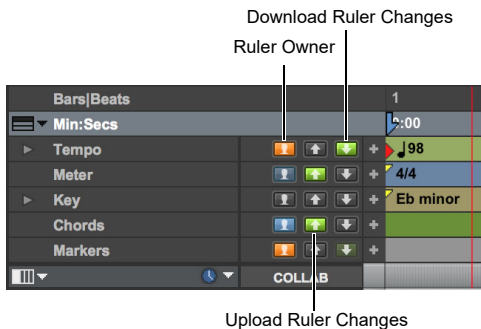 Download Ruler Changes
Ruler Owner
Bars|Beats 1
Min:Secs 0:00
Tempo + 98
Meter + 4/4
Key + Eb minor
Chords +
Markers +
COLLAB
Upload Ruler Changes